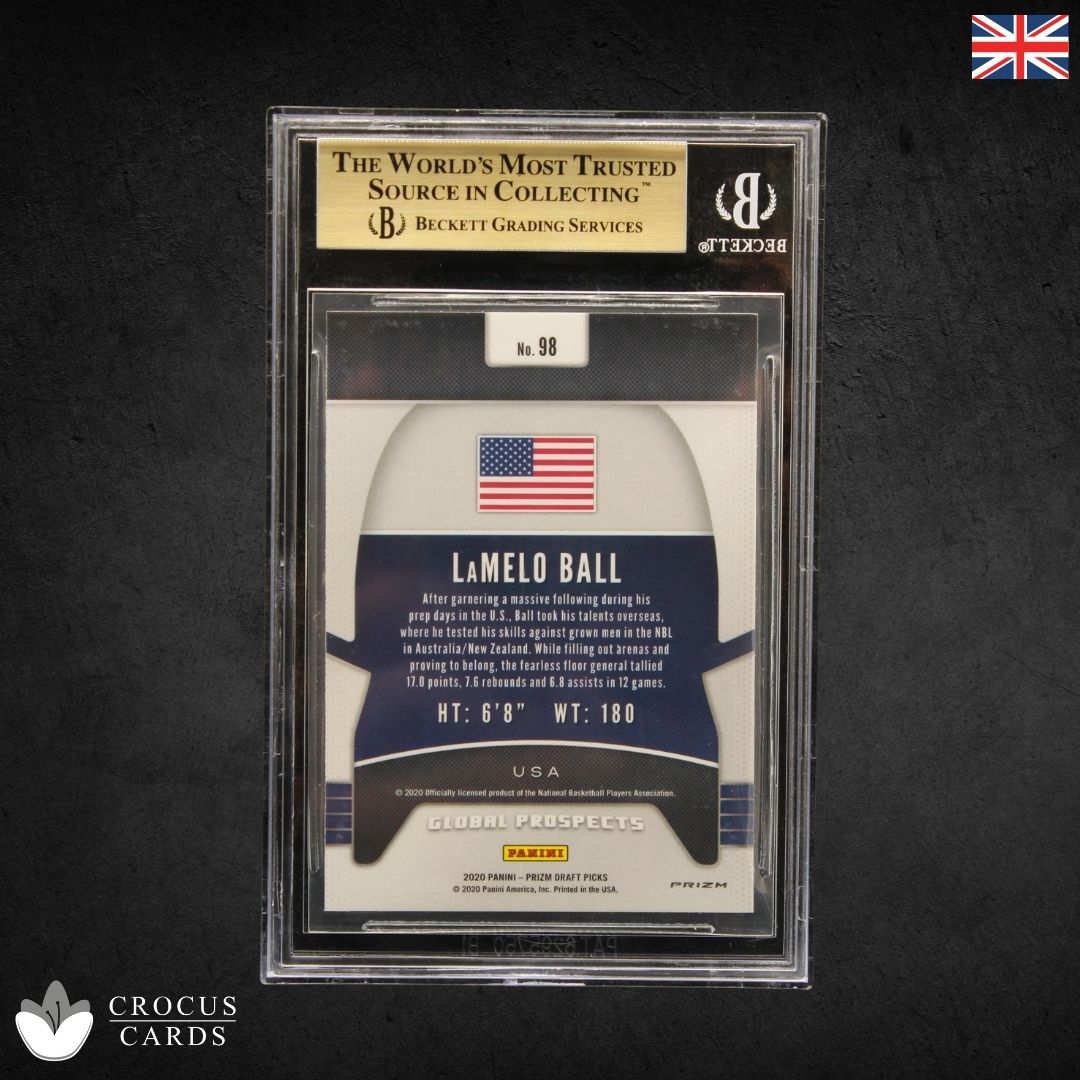 THE WORLD'S MOST TRUSTED
SOURCE IN COLLECTING™
B BECKETT GRADING SERVICES
B
BECKETT®
No. 98
LaMELO BALL
After garnering a massive following during his
prep days in the U.S., Ball took his talents overseas,
where he tested his skills against grown men in the NBL
in Australia/New Zealand. While filling out arenas and
proving to belong, the fearless floor general tallied
17.0 points, 7.6 rebounds and 6.8 assists in 12 games.
HT: 6'8" WT: 180
USA
© 2020 Officially licensed product of the National Basketball Players Association.
GLOBAL PROSPECTS
PANINI
2020 PANINI – PRIZM DRAFT PICKS
© 2020 Panini America, Inc. Printed in the USA.
PRIZM
CROCUS
CARDS